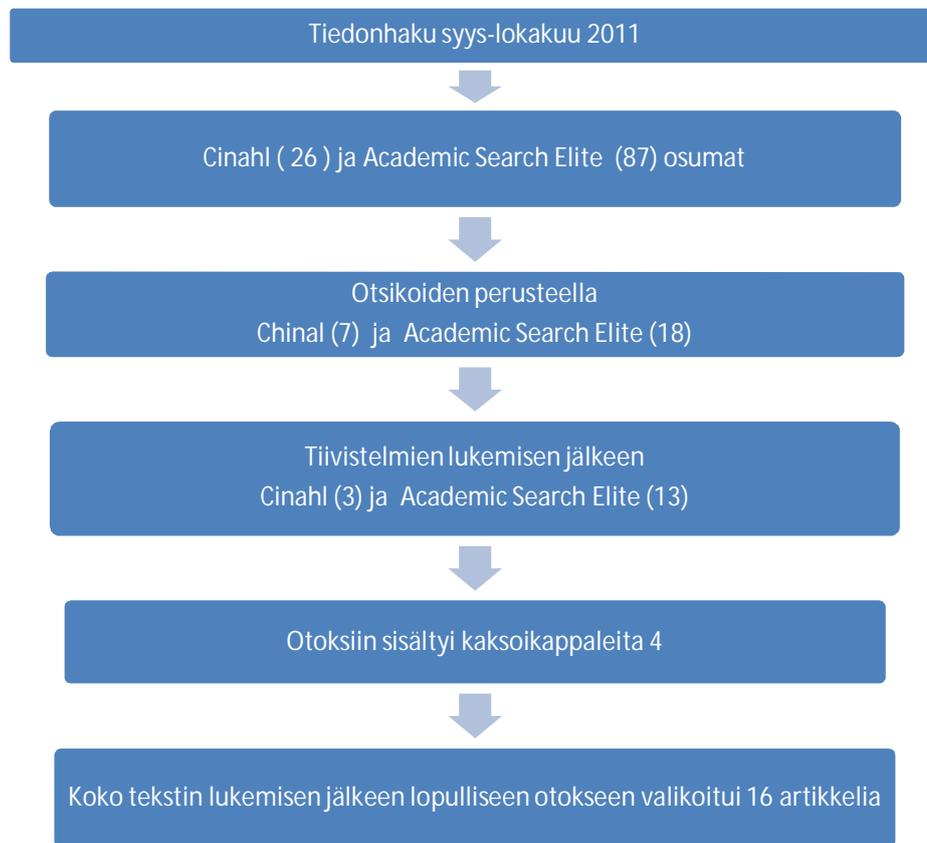 Tiedonhaku syys-lokakuu 2011
Cinahl ( 26 ) ja Academic Search Elite (87) osumat
Otsikoiden perusteella
Chinal (7) ja Academic Search Elite (18)
Tiivistelmien lukemisen jälkeen
Cinahl (3) ja Academic Search Elite (13)
Otoksiin sisältyi kaksoikappaleita 4
Koko tekstin lukemisen jälkeen lopulliseen otokseen valikoitui 16 artikkelia